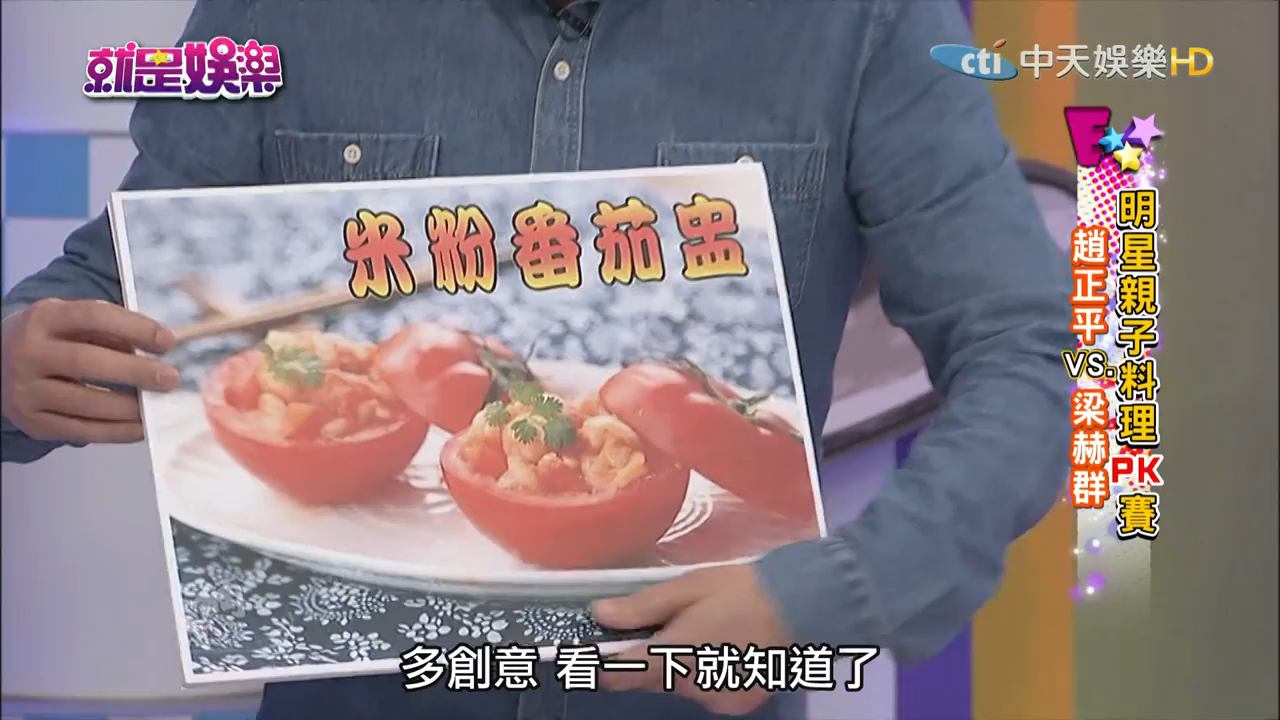 就是娛樂
cti 中天娛樂HD
E
明星親子料理PK賽
趙正平VS.梁赫群
米粉番茄盅
多創意 看一下就知道了